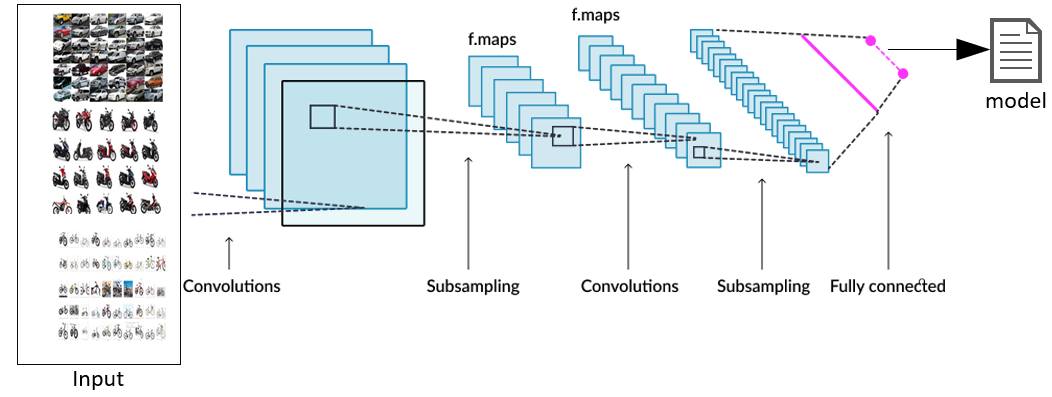 f.maps
f.maps
model
Convolutions
Subsampling
Convolutions
Subsampling
Fully connected
Input